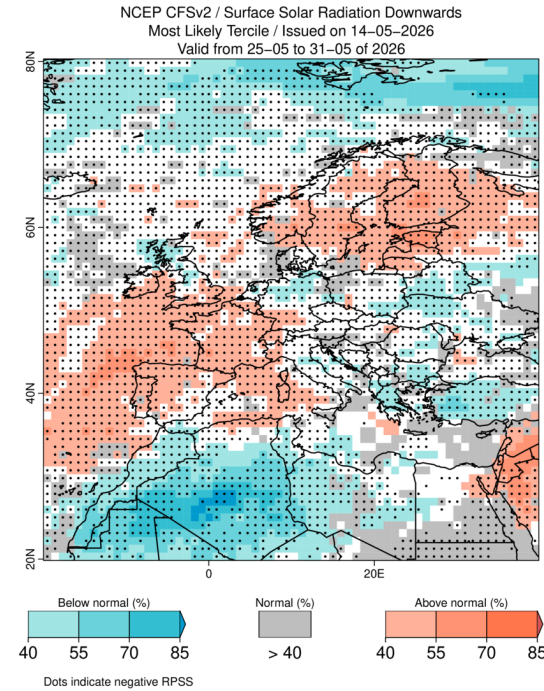 NCEP CFSv2 / Surface Solar Radiation Downwards
Most Likely Tercile / Issued on 14−05−2026
Valid from 25−05 to 31−05 of 2026
80N
60N
40N
20N
0
20E
Below normal (%)
Normal (%)
Above normal (%)
40 55 70 85
> 40
40 55 70 85
Dots indicate negative RPSS